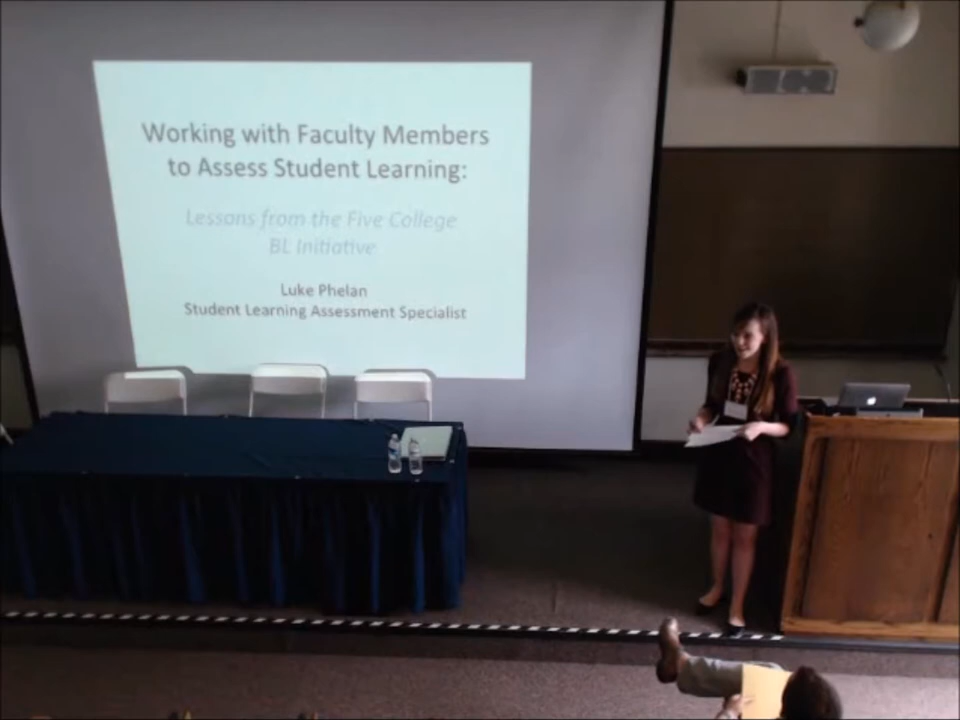 Working with Faculty Members
to Assess Student Learning:
Lessons from the Five College
BL Initiative
Luke Phelan
Student Learning Assessment Specialist